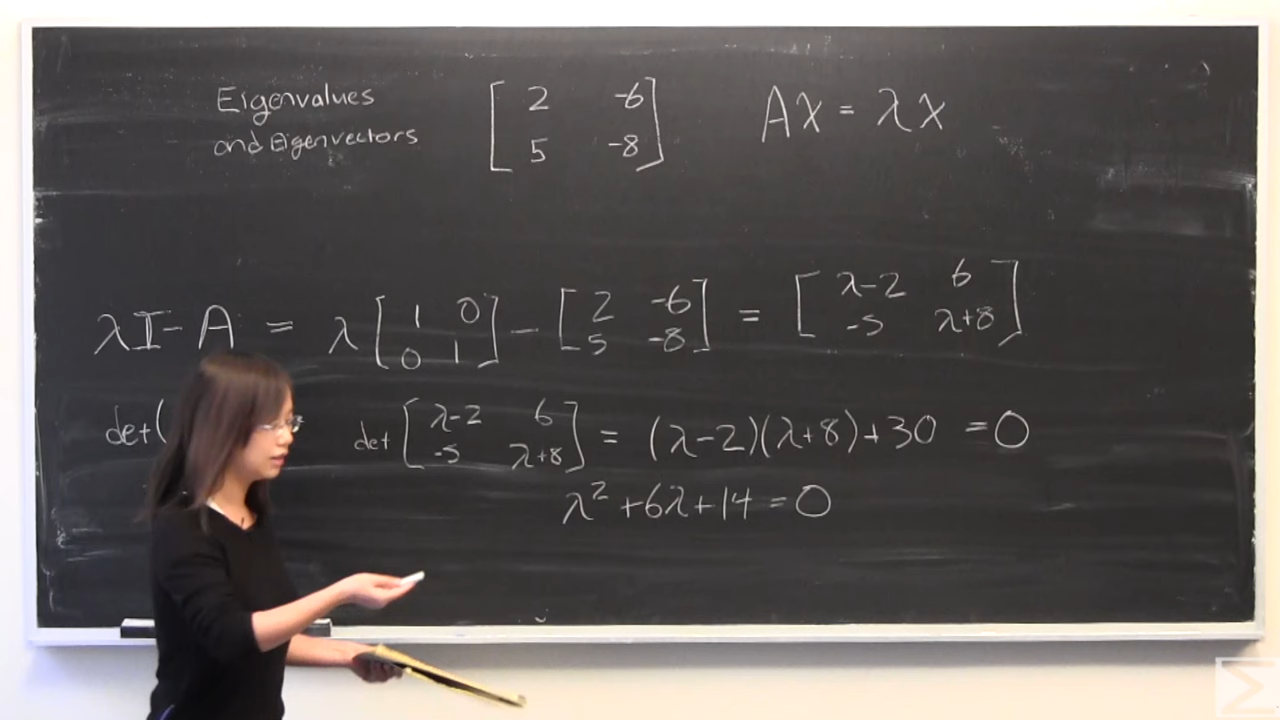 Eigenvalues
and Eigenvectors
[2 -6
5 -8]
Ax = λx
λI - A = λ[1 0
0 1] - [2 -6
5 -8] = [λ-2 6
-5 λ+8]
det( det [λ-2 6
-5 λ+8] = (λ-2)(λ+8)+30 =0
λ²+6λ+14=0
Σ